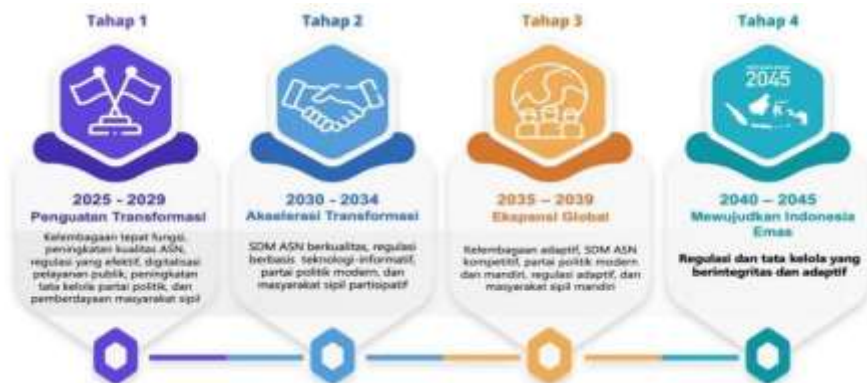 Tahap 1
Tahap 2
Tahap 3
Tahap 4
2045
2025 - 2029
Penguatan Transformasi
Kelembagaan tepat fungsi,
peningkatan kualitas ASN,
regulasi yang efektif, digitalisasi
pelayanan publik, peningkatan
tata kelola partai politik, dan
pemberdayaan masyarakat sipil
2030 - 2034
Akselerasi Transformasi
SDM ASN berkualitas, regulasi
berbasis teknologi-informatif,
partai politik modern, dan
masyarakat sipil partisipatif
2035 – 2039
Ekspansi Global
Kelembagaan adaptif, SDM ASN
kompetitif, partai politik modern
dan mandiri, regulasi adaptif, dan
masyarakat sipil mandiri
2040 – 2045
Mewujudkan Indonesia
Emas
Regulasi dan tata kelola yang
berintegritas dan adaptif